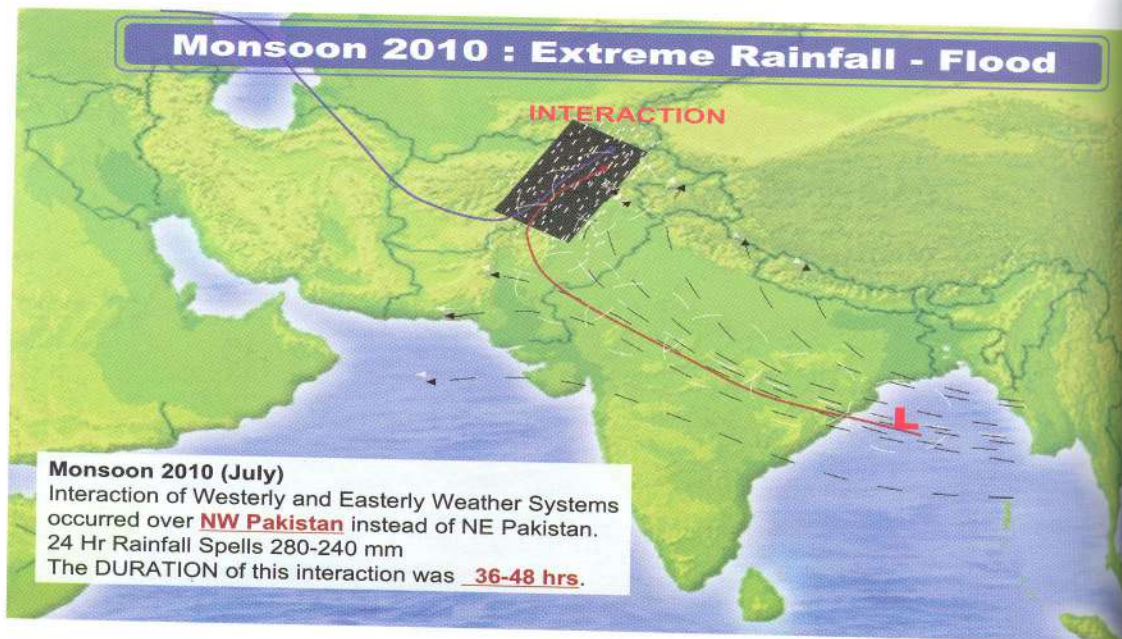 Monsoon 2010 : Extreme Rainfall - Flood
INTERACTION
L
Monsoon 2010 (July)
Interaction of Westerly and Easterly Weather Systems
occurred over NW Pakistan instead of NE Pakistan.
24 Hr Rainfall Spells 280-240 mm
The DURATION of this interaction was 36-48 hrs.